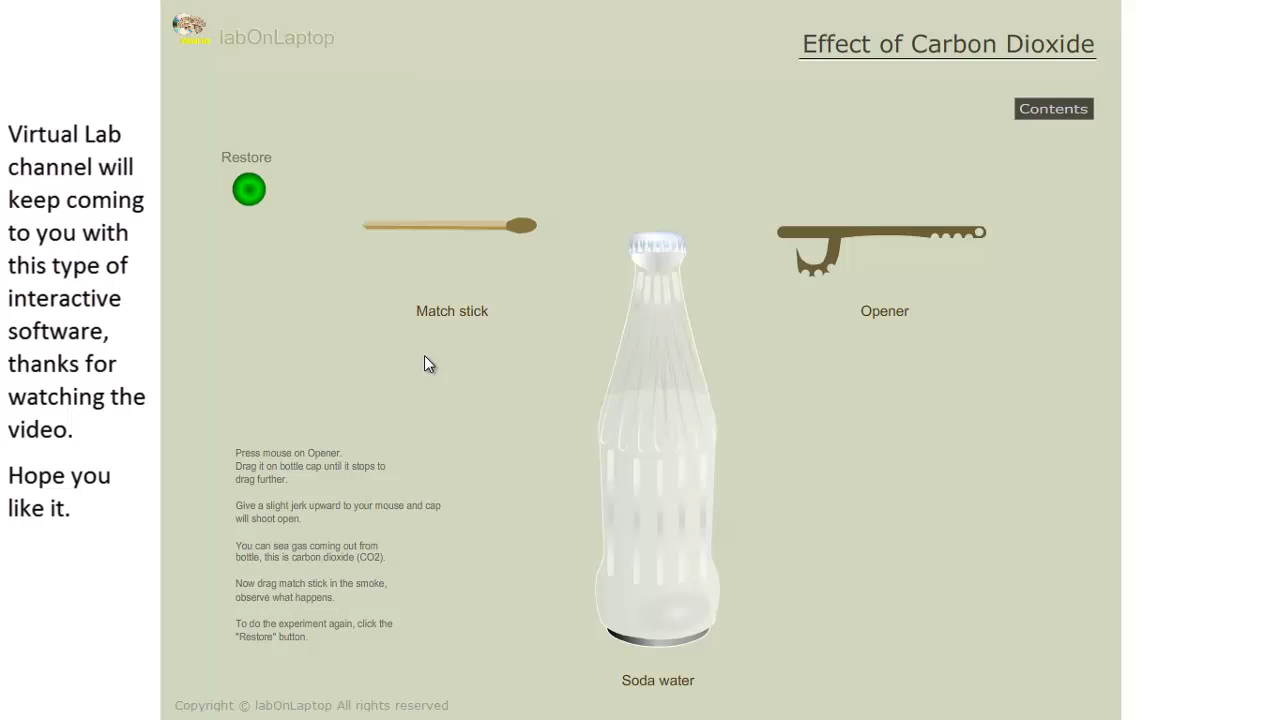 labOnLaptop
Effect of Carbon Dioxide
Contents
Virtual Lab
channel will
keep coming
to you with
this type of
interactive
software,
thanks for
watching the
video.
Hope you
like it.
Restore
Match stick
Opener
Press mouse on Opener.
Drag it on bottle cap until it stops to
drag further.
Give a slight jerk upward to your mouse and cap
will shoot open.
You can sea gas coming out from
bottle, this is carbon dioxide (CO2).
Now drag match stick in the smoke,
observe what happens.
To do the experiment again, click the
"Restore" button.
Soda water
Copyright © labOnLaptop All rights reserved